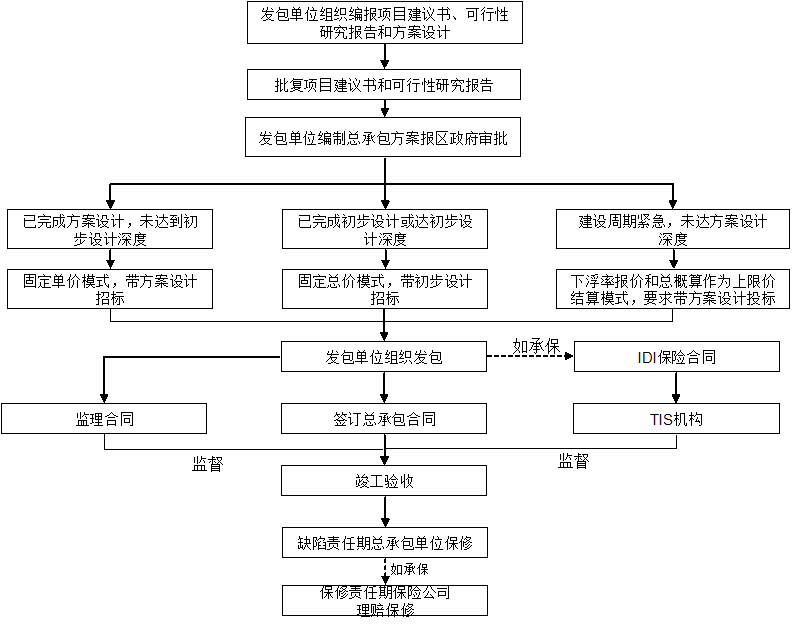 发包单位组织编报项目建议书、可行性
研究报告和方案设计
批复项目建议书和可行性研究报告
发包单位编制总承包方案报区政府审批
已完成方案设计，未达到初
步设计深度
已完成初步设计或达初步设
计深度
建设周期紧急，未达方案设计
深度
固定单价模式，带方案设计
招标
固定总价模式，带初步设计
招标
下浮率报价和总概算作为上限价
结算模式，要求带方案设计投标
发包单位组织发包
如承保
IDI保险合同
监理合同
签订总承包合同
TIS机构
监督
监督
竣工验收
缺陷责任期总承包单位保修
如承保
保修责任期保险公司
理赔保修